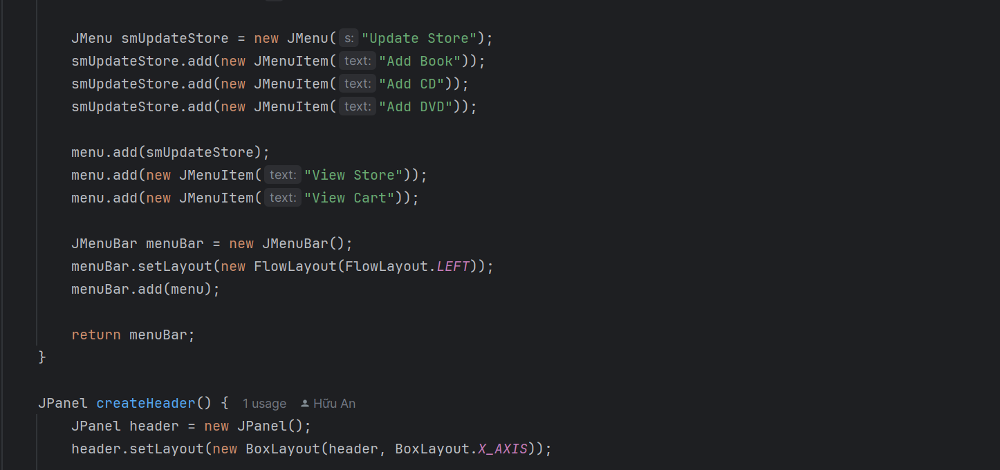 JMenu smUpdateStore = new JMenu( s: "Update Store");
smUpdateStore.add(new JMenuItem( text: "Add Book"));
smUpdateStore.add(new JMenuItem( text: "Add CD"));
smUpdateStore.add(new JMenuItem( text: "Add DVD"));
menu.add(smUpdateStore);
menu.add(new JMenuItem( text: "View Store"));
menu.add(new JMenuItem( text: "View Cart"));
JMenuBar menuBar = new JMenuBar();
menuBar.setLayout(new FlowLayout(FlowLayout.LEFT));
menuBar.add(menu);
return menuBar;
}
JPanel createHeader() { 1 usage Hữu An
JPanel header = new JPanel();
header.setLayout(new BoxLayout(header, BoxLayout.X_AXIS));